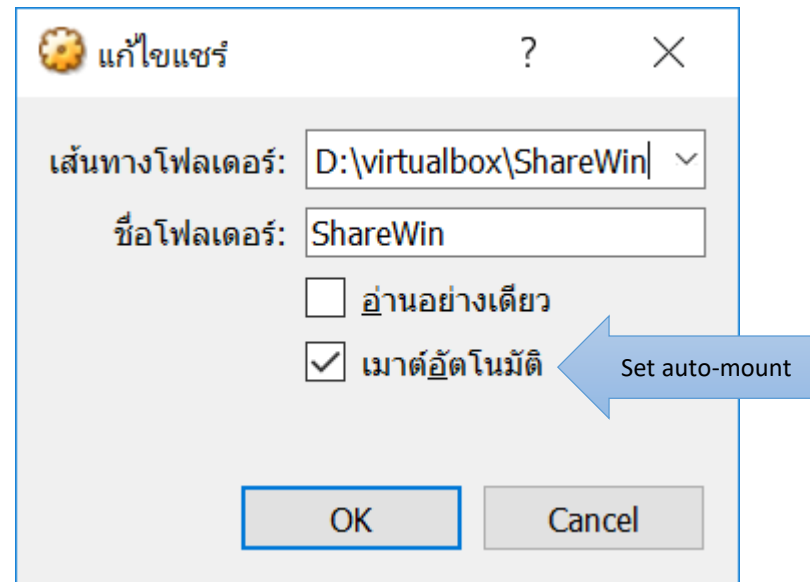 แก้ไขแชร์ ?
เส้นทางโฟลเดอร์: D:\virtualbox\ShareWin
ชื่อโฟลเดอร์: ShareWin
อ่านอย่างเดียว
เมาต์อัตโนมัติ Set auto-mount
OK Cancel